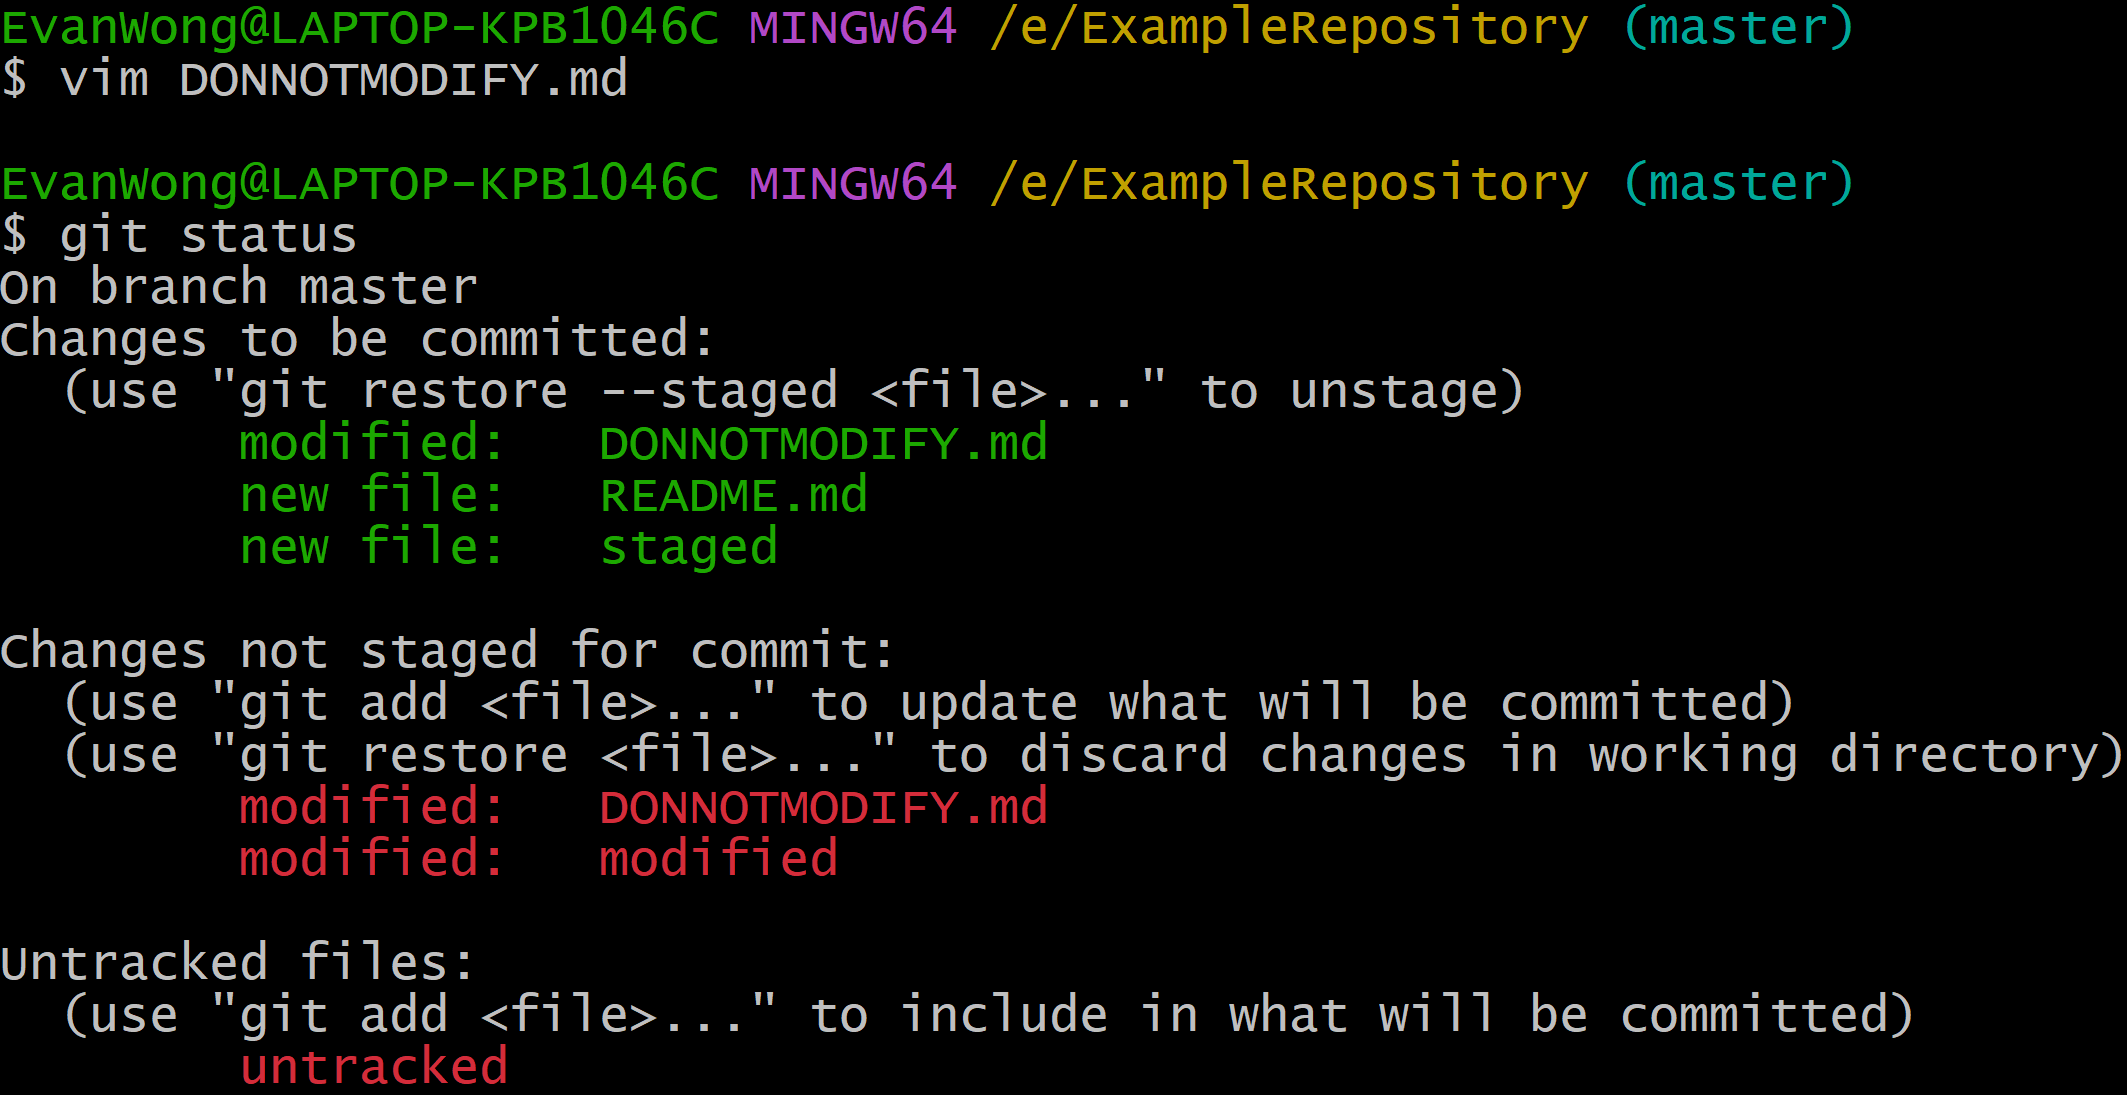 EvanWong@LAPTOP-KPB1O46C MINGW64 /e/ExampleRepository (master)
$ vim DONNOTMODIFY.md
EvanWong@LAPTOP-KPB1O46C MINGW64 /e/ExampleRepository (master)
$ git status
On branch master
Changes to be committed:
  (use "git restore --staged <file>..." to unstage)
        modified:   DONNOTMODIFY.md
        new file:   README.md
        new file:   staged
Changes not staged for commit:
  (use "git add <file>..." to update what will be committed)
  (use "git restore <file>..." to discard changes in working directory)
        modified:   DONNOTMODIFY.md
        modified:   modified
Untracked files:
  (use "git add <file>..." to include in what will be committed)
        untracked